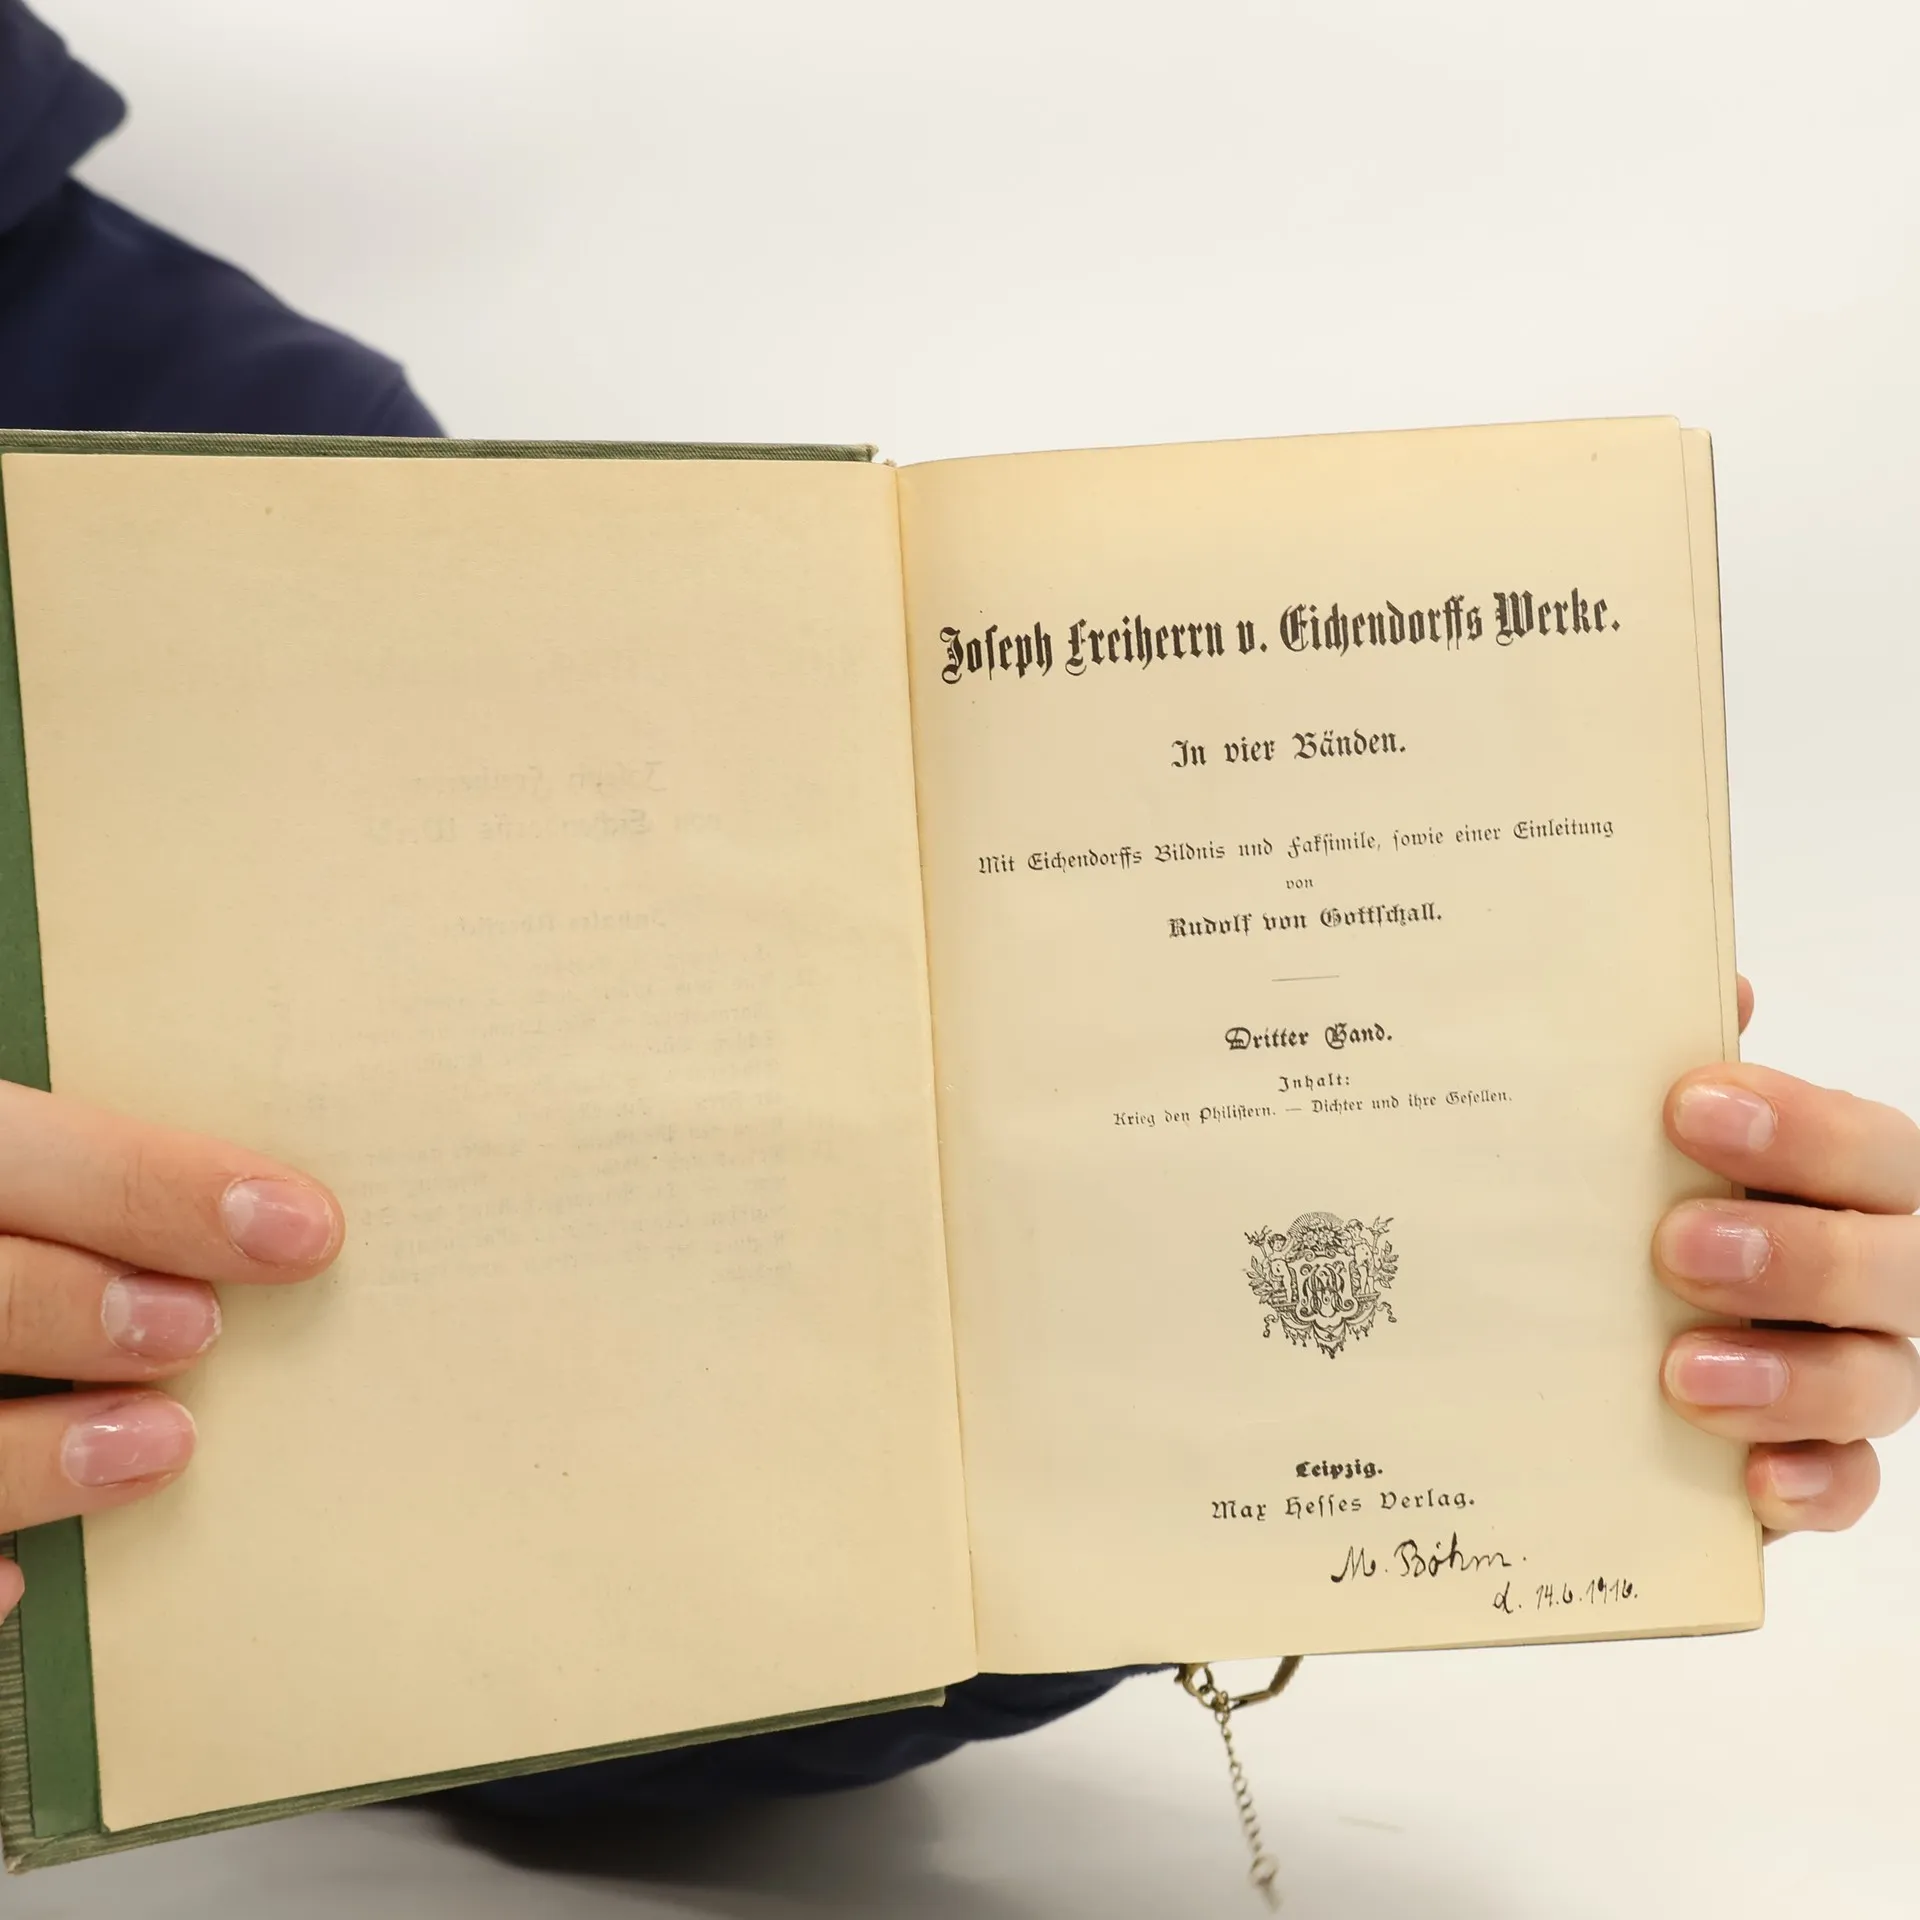 Joseph Freiherrn v. Eichendorffs Werke.
In vier Bänden.
Mit Eichendorffs Bildnis und Faksimile, sowie einer Einleitung
von
Rudolf von Gottschall.
Dritter Band.
Inhalt:
Krieg den Philistern. — Dichter und ihre Gesellen.
Leipzig.
Max Hesses Verlag.
M. Böhm.
d. 14.6.1916.